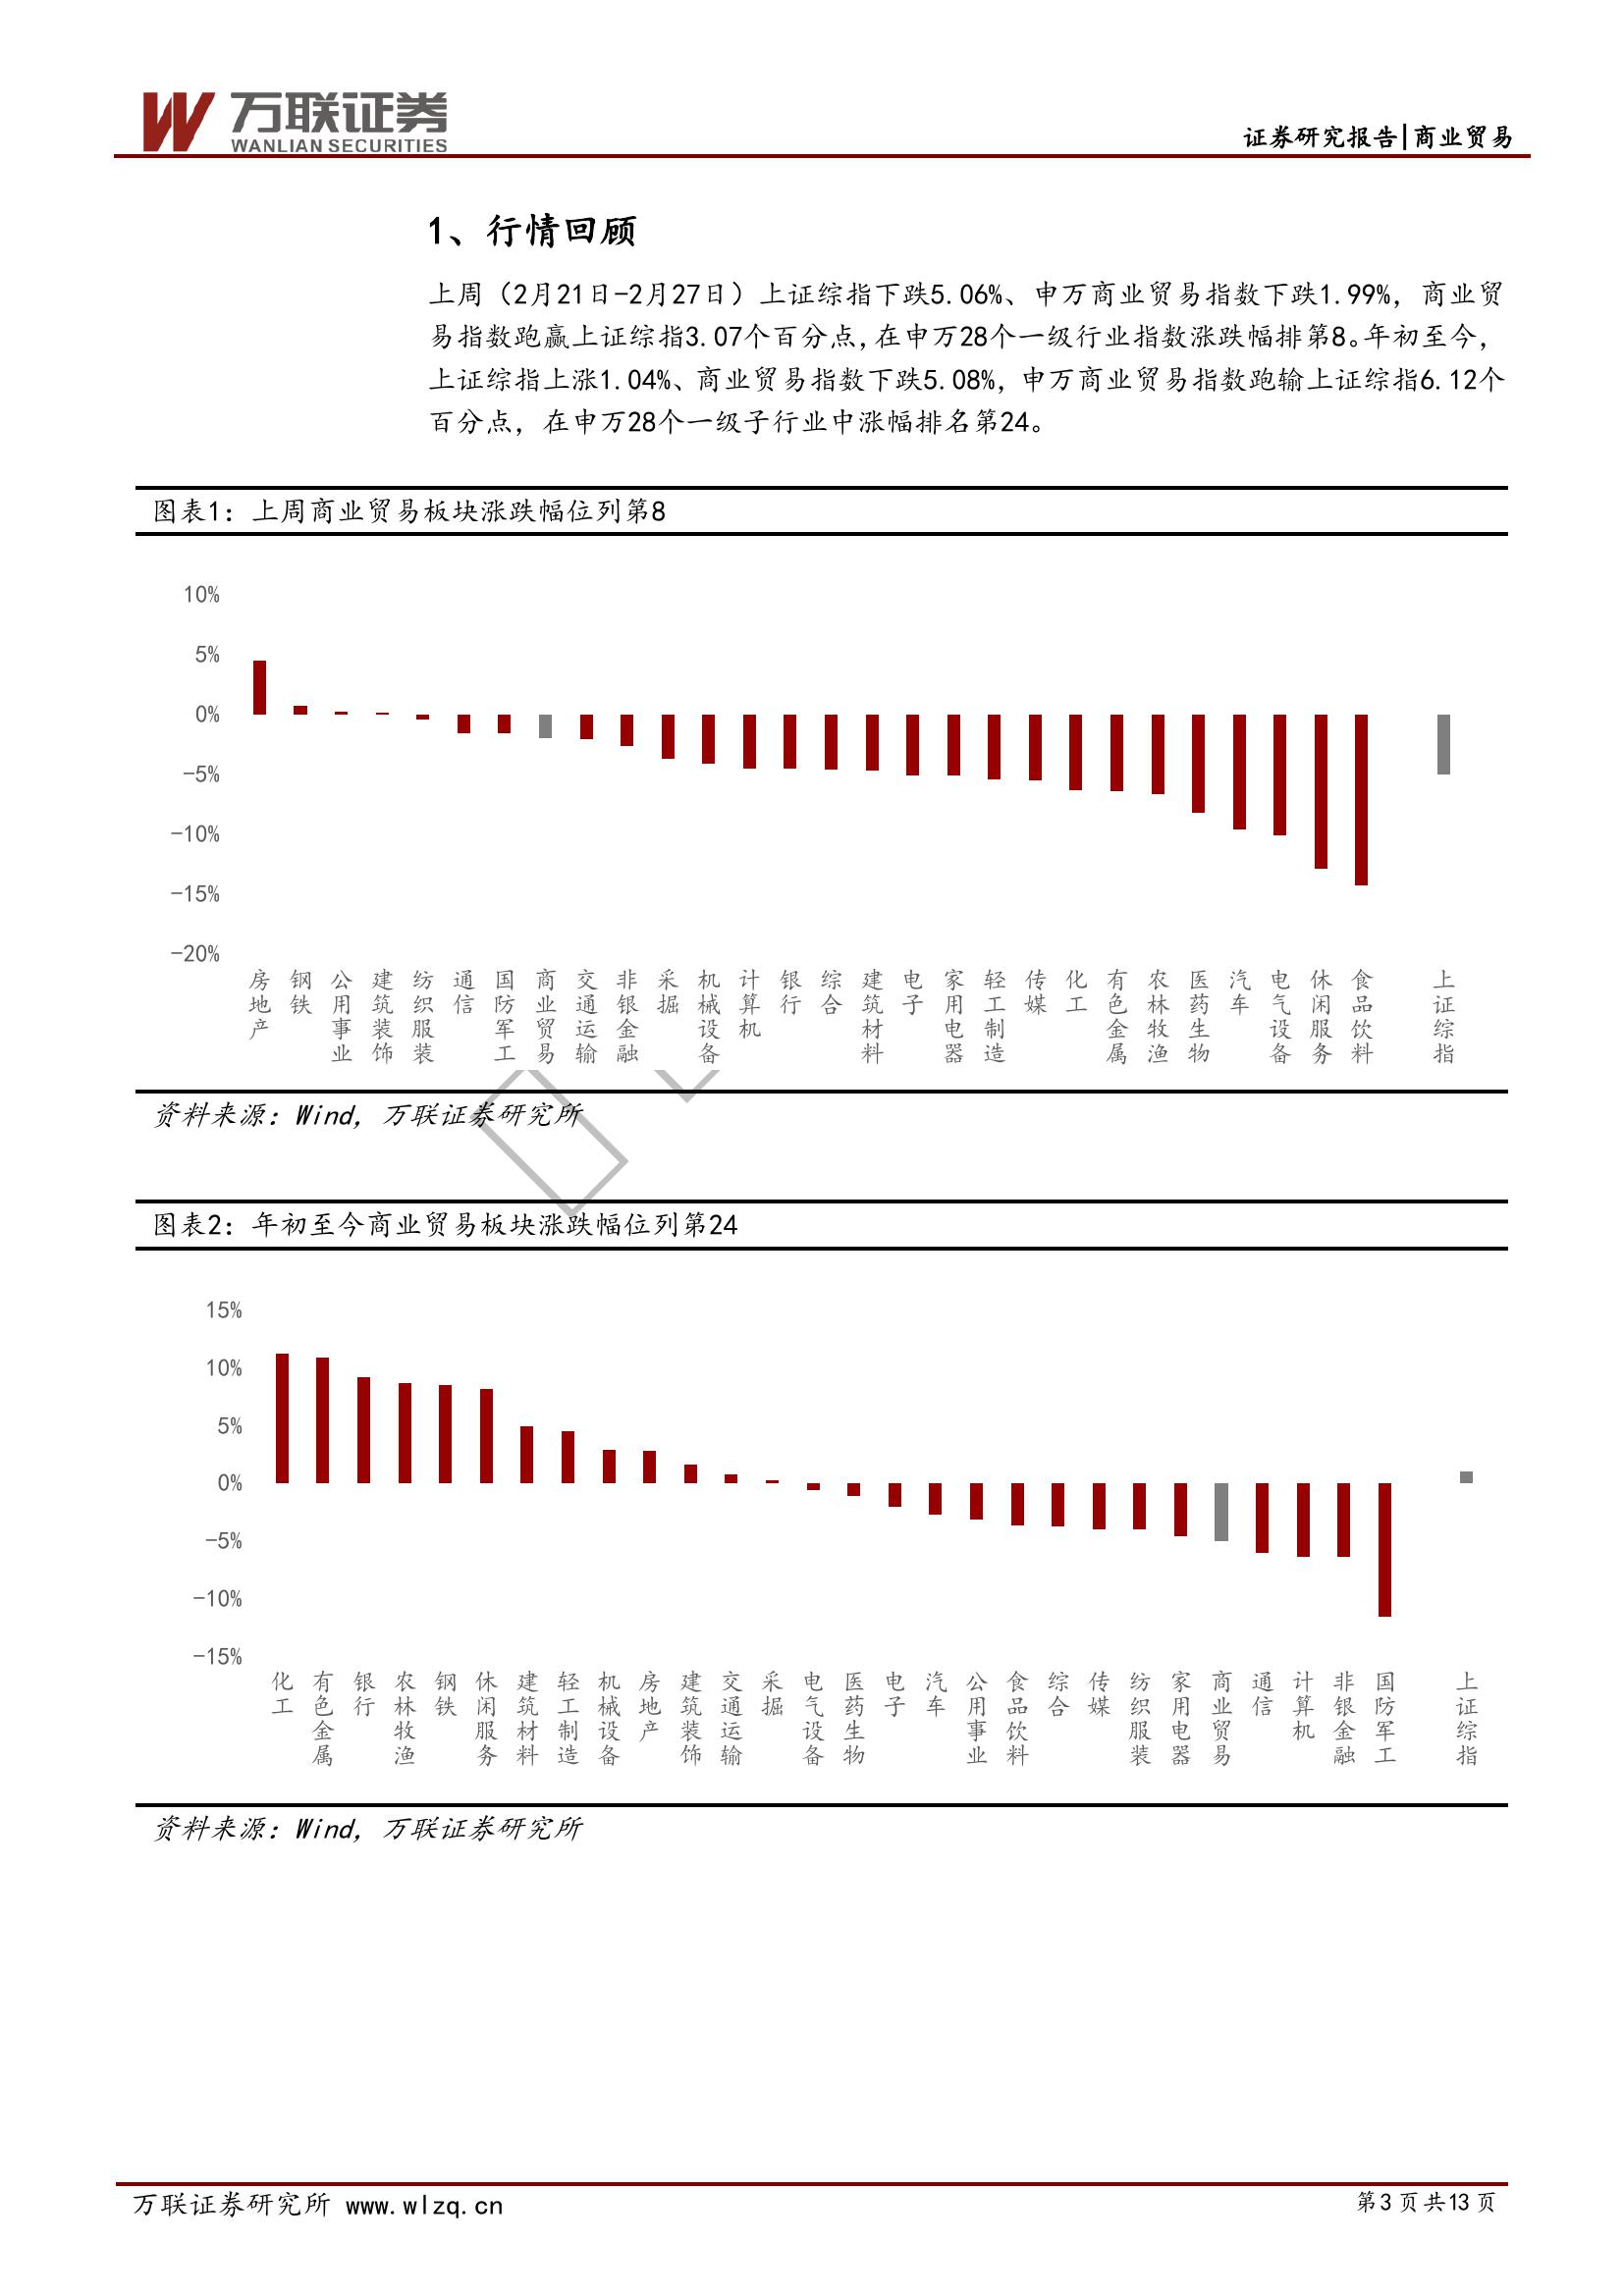 万联证券
WANLIAN SECURITIES
证券研究报告|商业贸易
1、行情回顾
上周（2月21日-2月27日）上证综指下跌5.06%、申万商业贸易指数下跌1.99%，商业贸
易指数跑赢上证综指3.07个百分点，在申万28个一级行业指数涨跌幅排第8。年初至今，
上证综指上涨1.04%、商业贸易指数下跌5.08%，申万商业贸易指数跑输上证综指6.12个
百分点，在申万28个一级子行业中涨幅排名第24。
图表1：上周商业贸易板块涨跌幅位列第8
10%
5%
0%
-5%
-10%
-15%
-20%
房地产
钢铁
公用事业
建筑装饰
纺织服装
通信
国防军工
商业贸易
交通运输
非银金融
采掘
机械设备
计算机
银行
综合
建筑材料
电子
家用电器
轻工制造
传媒
化工
有色金属
农林牧渔
医药生物
汽车
电气设备
休闲服务
食品饮料
上证综指
资料来源：Wind，万联证券研究所
图表2：年初至今商业贸易板块涨跌幅位列第24
15%
10%
5%
0%
-5%
-10%
-15%
化工
有色金属
银行
农林牧渔
钢铁
休闲服务
建筑材料
轻工制造
机械设备
房地产
建筑装饰
交通运输
采掘
电气设备
医药生物
电子
汽车
公用事业
食品饮料
综合
传媒
纺织服装
家用电器
商业贸易
通信
计算机
非银金融
国防军工
上证综指
资料来源：Wind，万联证券研究所
万联证券研究所 www.wlzq.cn
第3页共13页